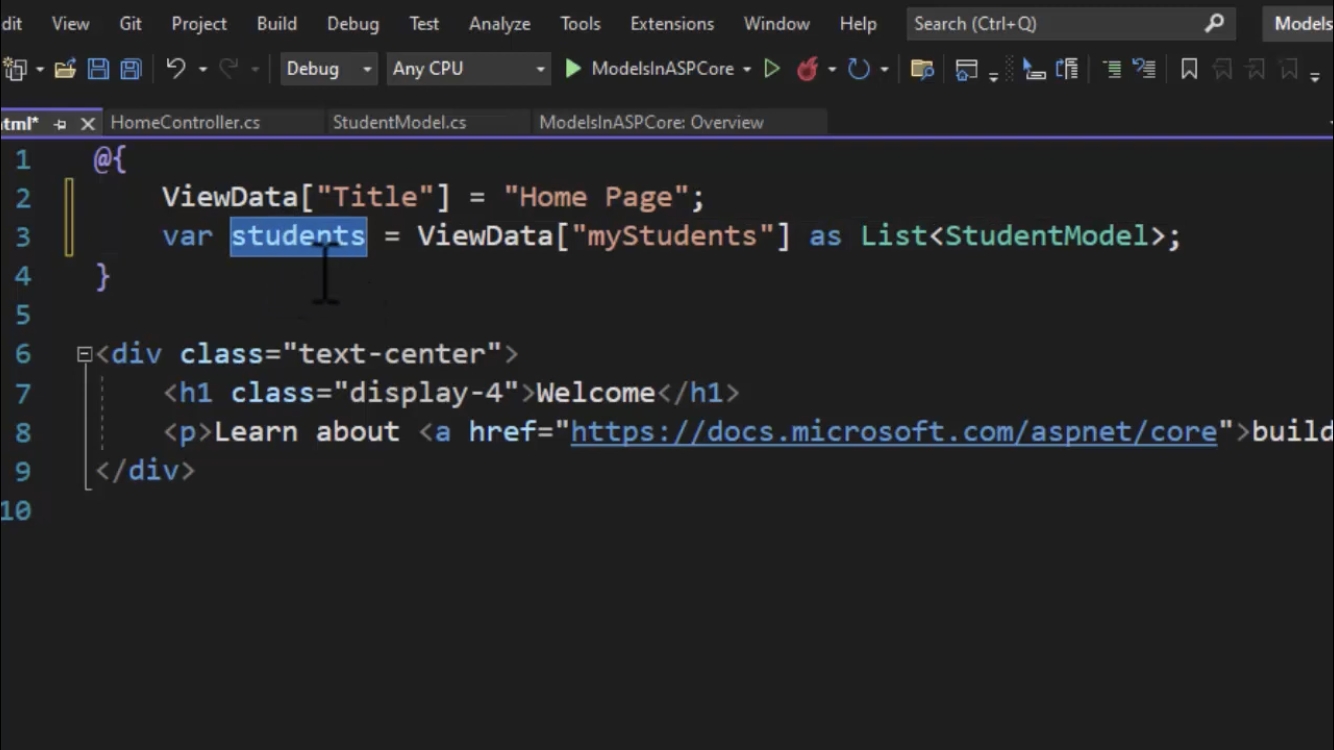 dit View Git Project Build Debug Test Analyze Tools Extensions Window Help Search (Ctrl+Q) Models
Debug Any CPU ModelsInASPCore
tml* HomeController.cs StudentModel.cs ModelsInASPCore: Overview
1 @{
2 ViewData["Title"] = "Home Page";
3 var students = ViewData["myStudents"] as List<StudentModel>;
4 }
5
6 <div class="text-center">
7 <h1 class="display-4">Welcome</h1>
8 <p>Learn about <a href="https://docs.microsoft.com/aspnet/core">build
9 </div>
10